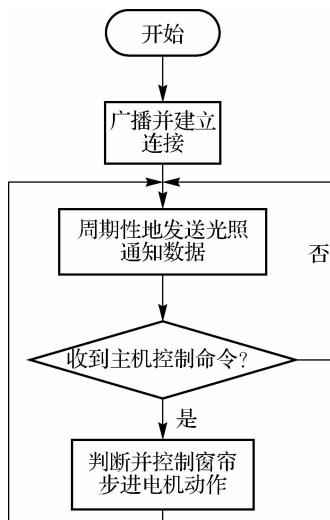 开始
广播并建立
连接
周期性地发送光照
通知数据
否
收到主机控制命令?
是
判断并控制窗帘
步进电机动作